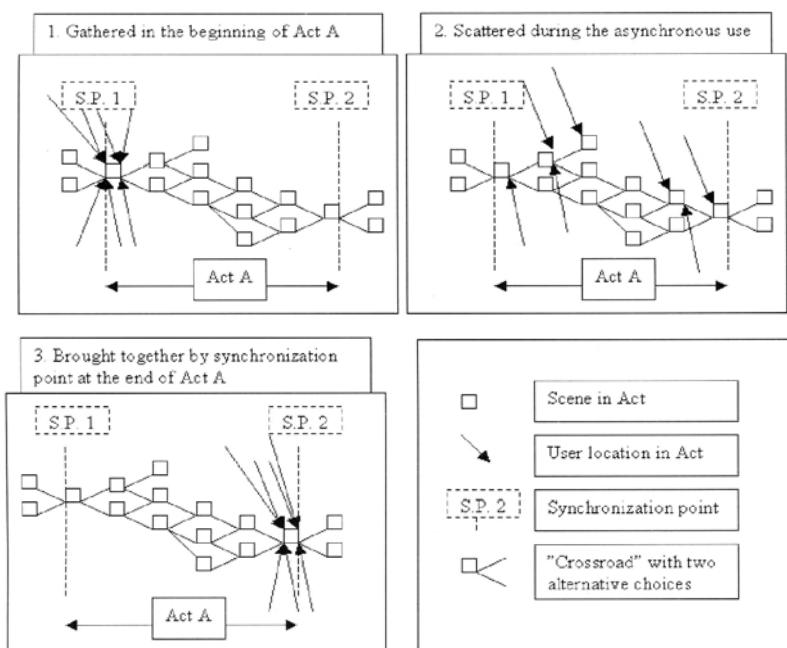 1. Gathered in the beginning of Act A
S.P. 1
S.P. 2
Act A
2. Scattered during the asynchronous use
S.P. 1
S.P. 2
Act A
3. Brought together by synchronization
point at the end of Act A
S.P. 1
S.P. 2
Act A
Scene in Act
User location in Act
S.P. 2
Synchronization point
"Crossroad" with two
alternative choices